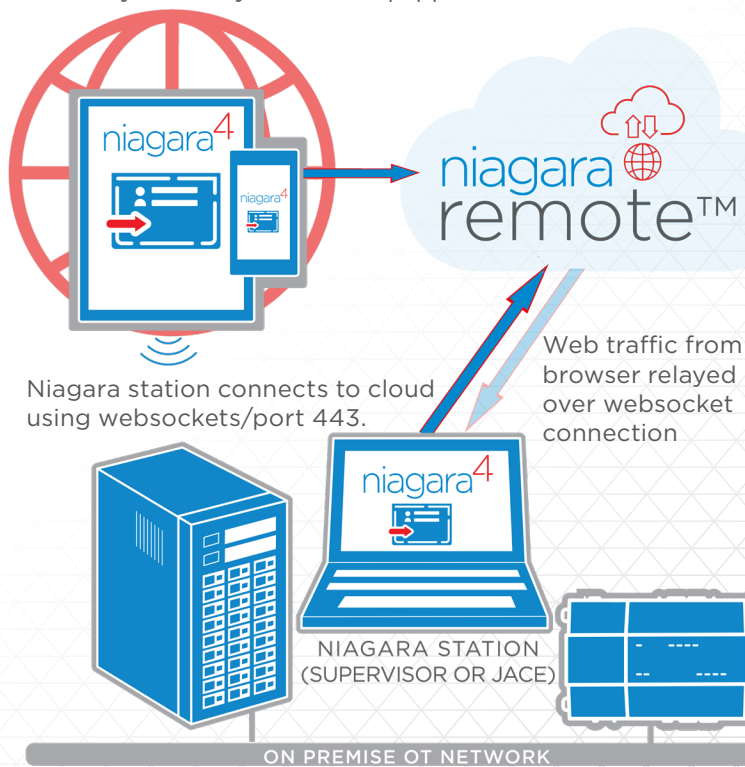 niagara4
niagara4
niagara
remote™
Niagara station connects to cloud
using websockets/port 443.
Web traffic from
browser relayed
over websocket
connection
niagara4
NIAGARA STATION
(SUPERVISOR OR JACE)
ON PREMISE OT NETWORK